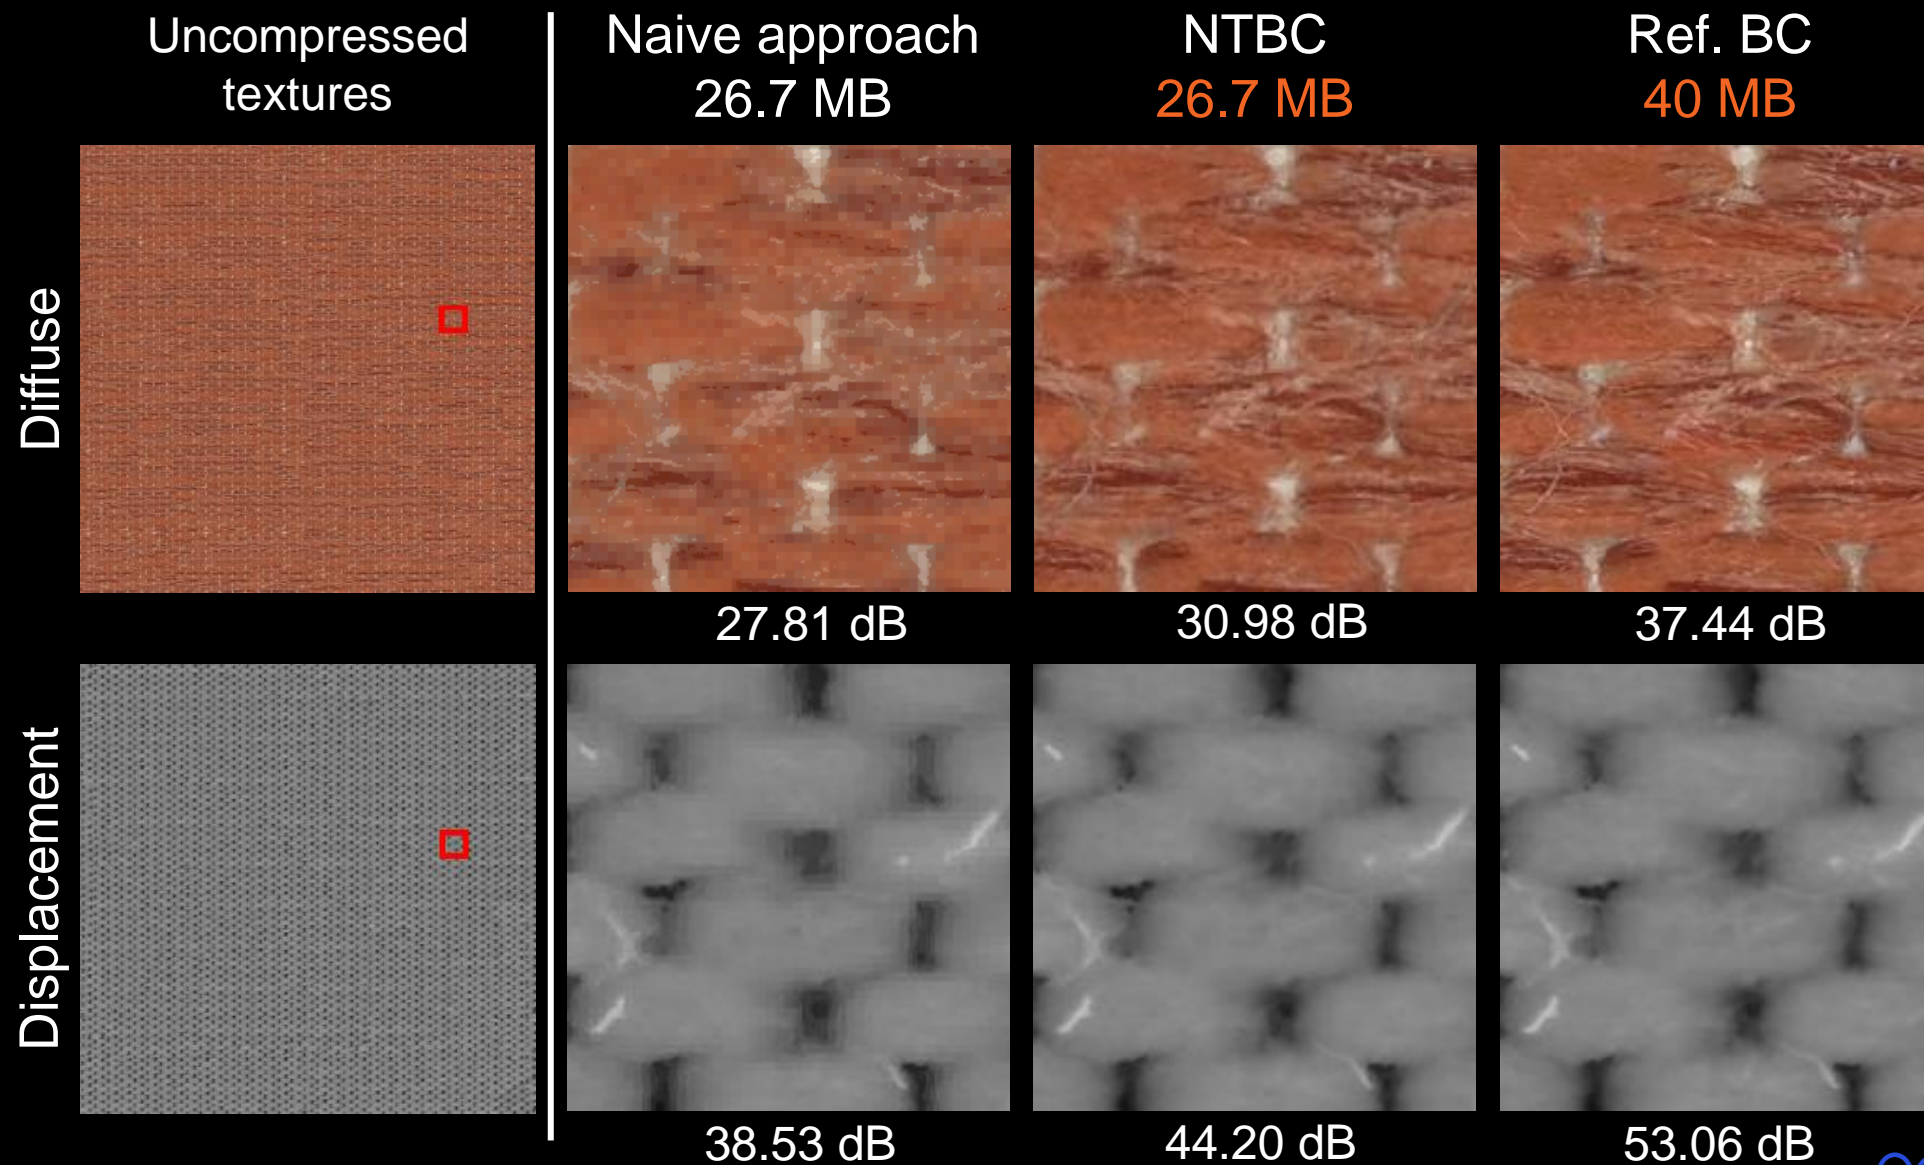 Uncompressed
textures
Naive approach
26.7 MB
NTBC
26.7 MB
Ref. BC
40 MB
Diffuse
27.81 dB
30.98 dB
37.44 dB
Displacement
38.53 dB
44.20 dB
53.06 dB